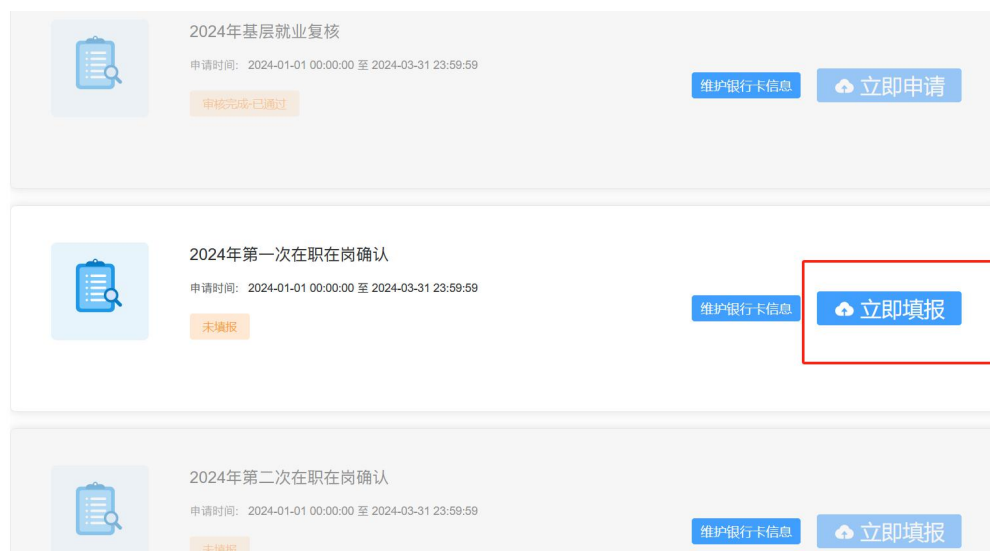 2024年基层就业复核
申请时间： 2024-01-01 00:00:00 至 2024-03-31 23:59:59
维护银行卡信息
立即申请
审核完成-已通过
2024年第一次在职在岗确认
申请时间： 2024-01-01 00:00:00 至 2024-03-31 23:59:59
维护银行卡信息
立即填报
未填报
2024年第二次在职在岗确认
申请时间： 2024-01-01 00:00:00 至 2024-03-31 23:59:59
维护银行卡信息
立即填报
未填报